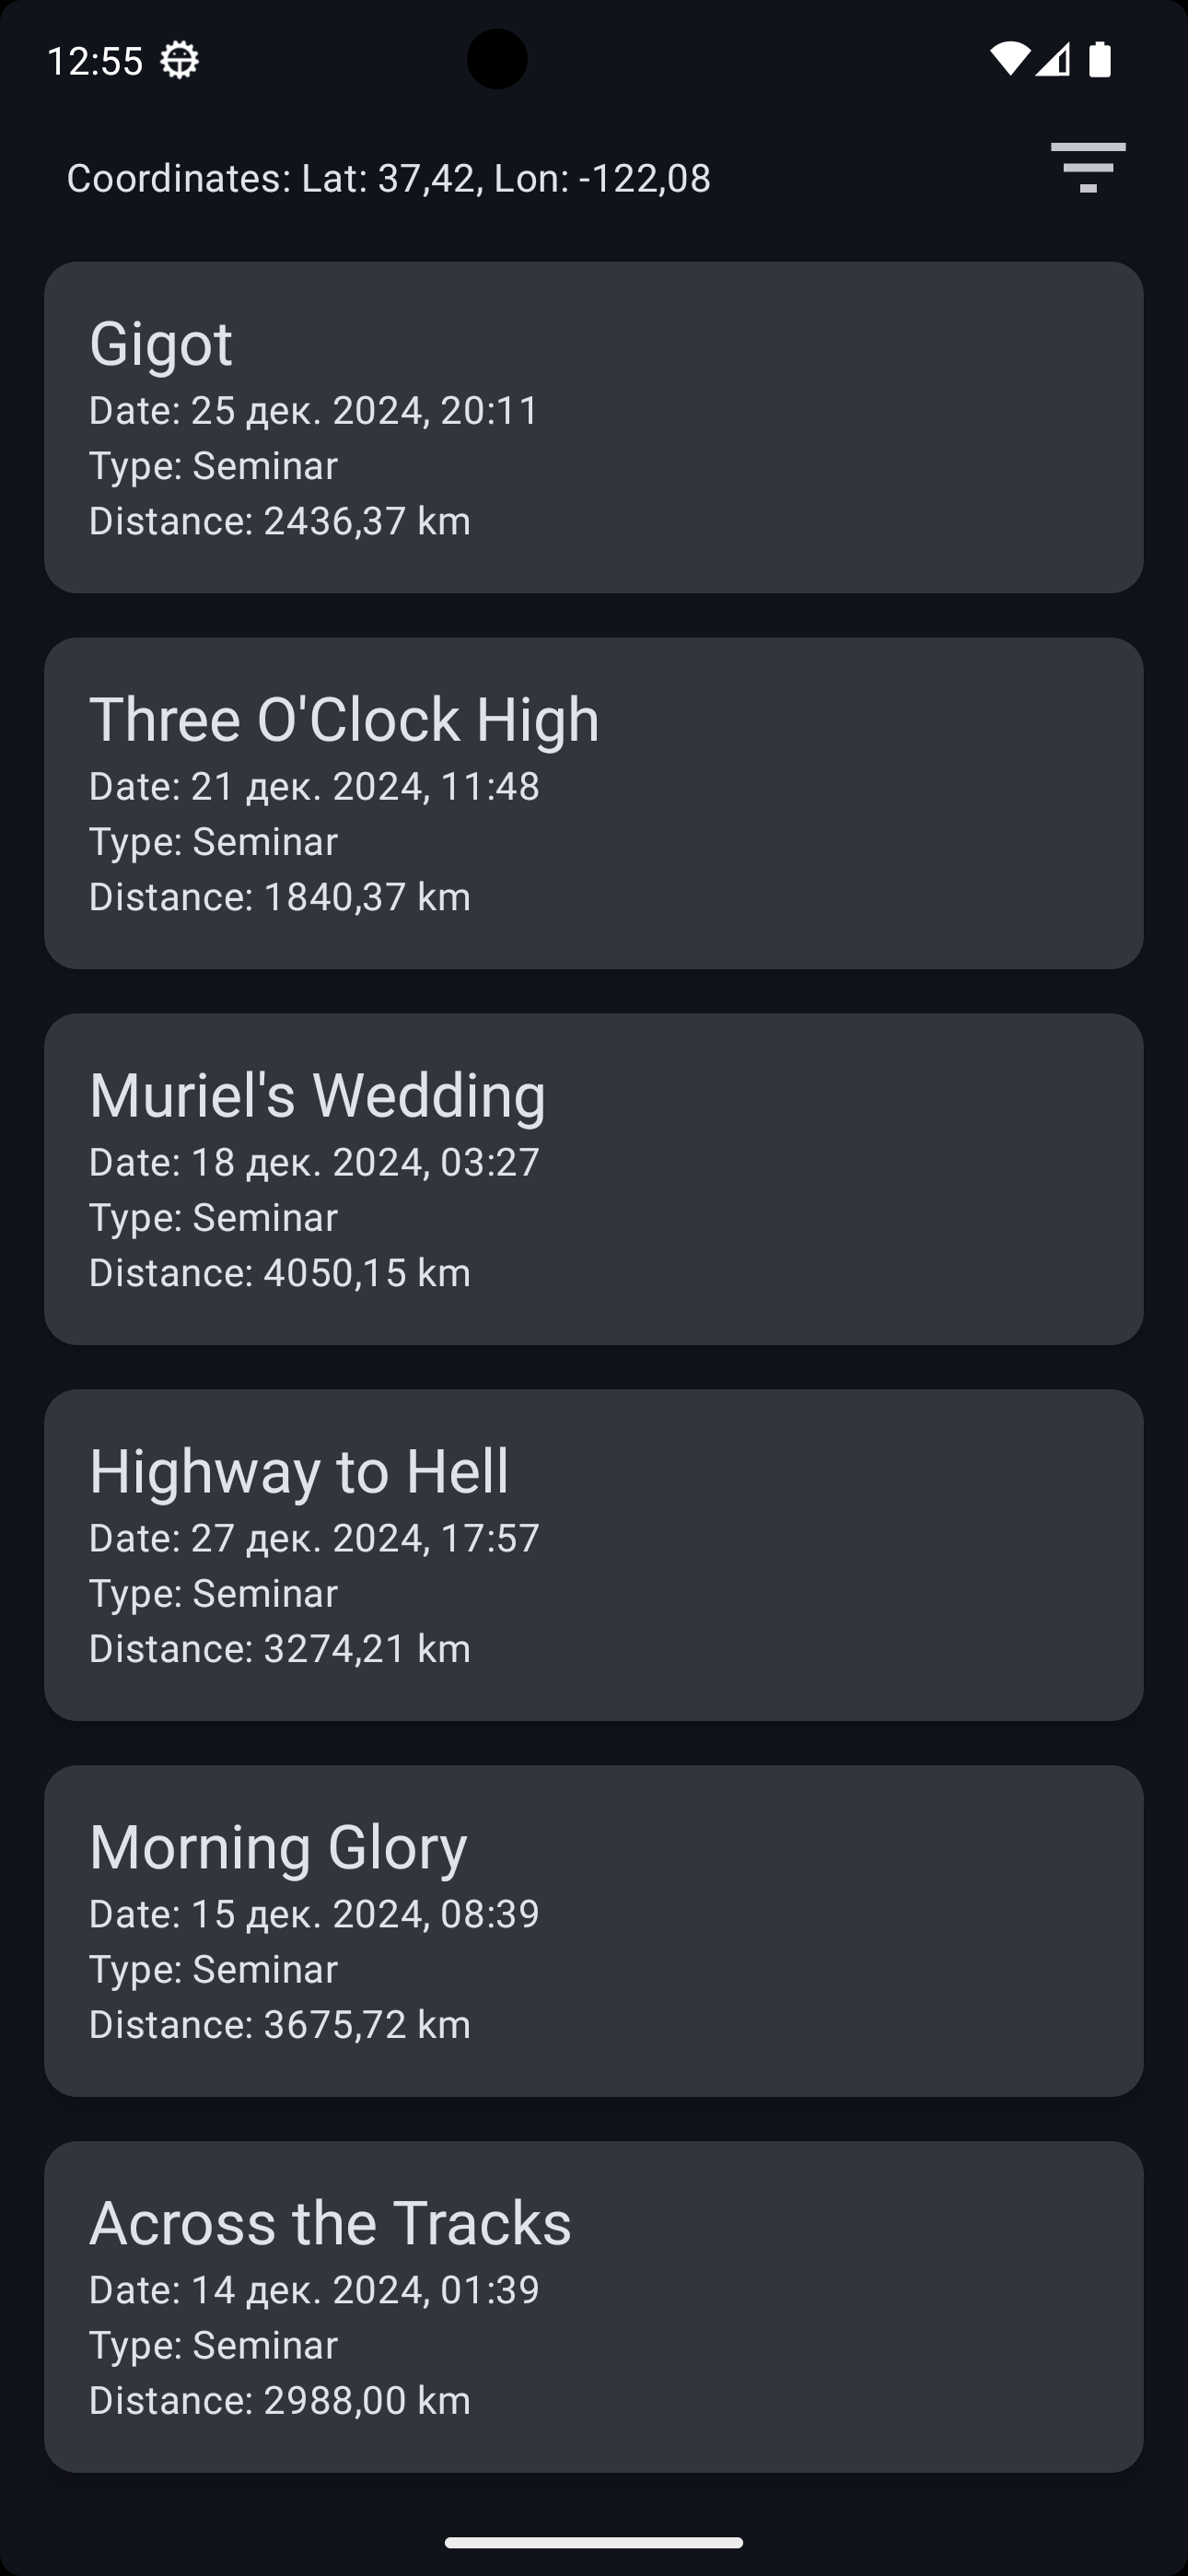 12:55
Coordinates: Lat: 37,42, Lon: -122,08
Gigot
Date: 25 дек. 2024, 20:11
Type: Seminar
Distance: 2436,37 km
Three O'Clock High
Date: 21 дек. 2024, 11:48
Type: Seminar
Distance: 1840,37 km
Muriel's Wedding
Date: 18 дек. 2024, 03:27
Type: Seminar
Distance: 4050,15 km
Highway to Hell
Date: 27 дек. 2024, 17:57
Type: Seminar
Distance: 3274,21 km
Morning Glory
Date: 15 дек. 2024, 08:39
Type: Seminar
Distance: 3675,72 km
Across the Tracks
Date: 14 дек. 2024, 01:39
Type: Seminar
Distance: 2988,00 km